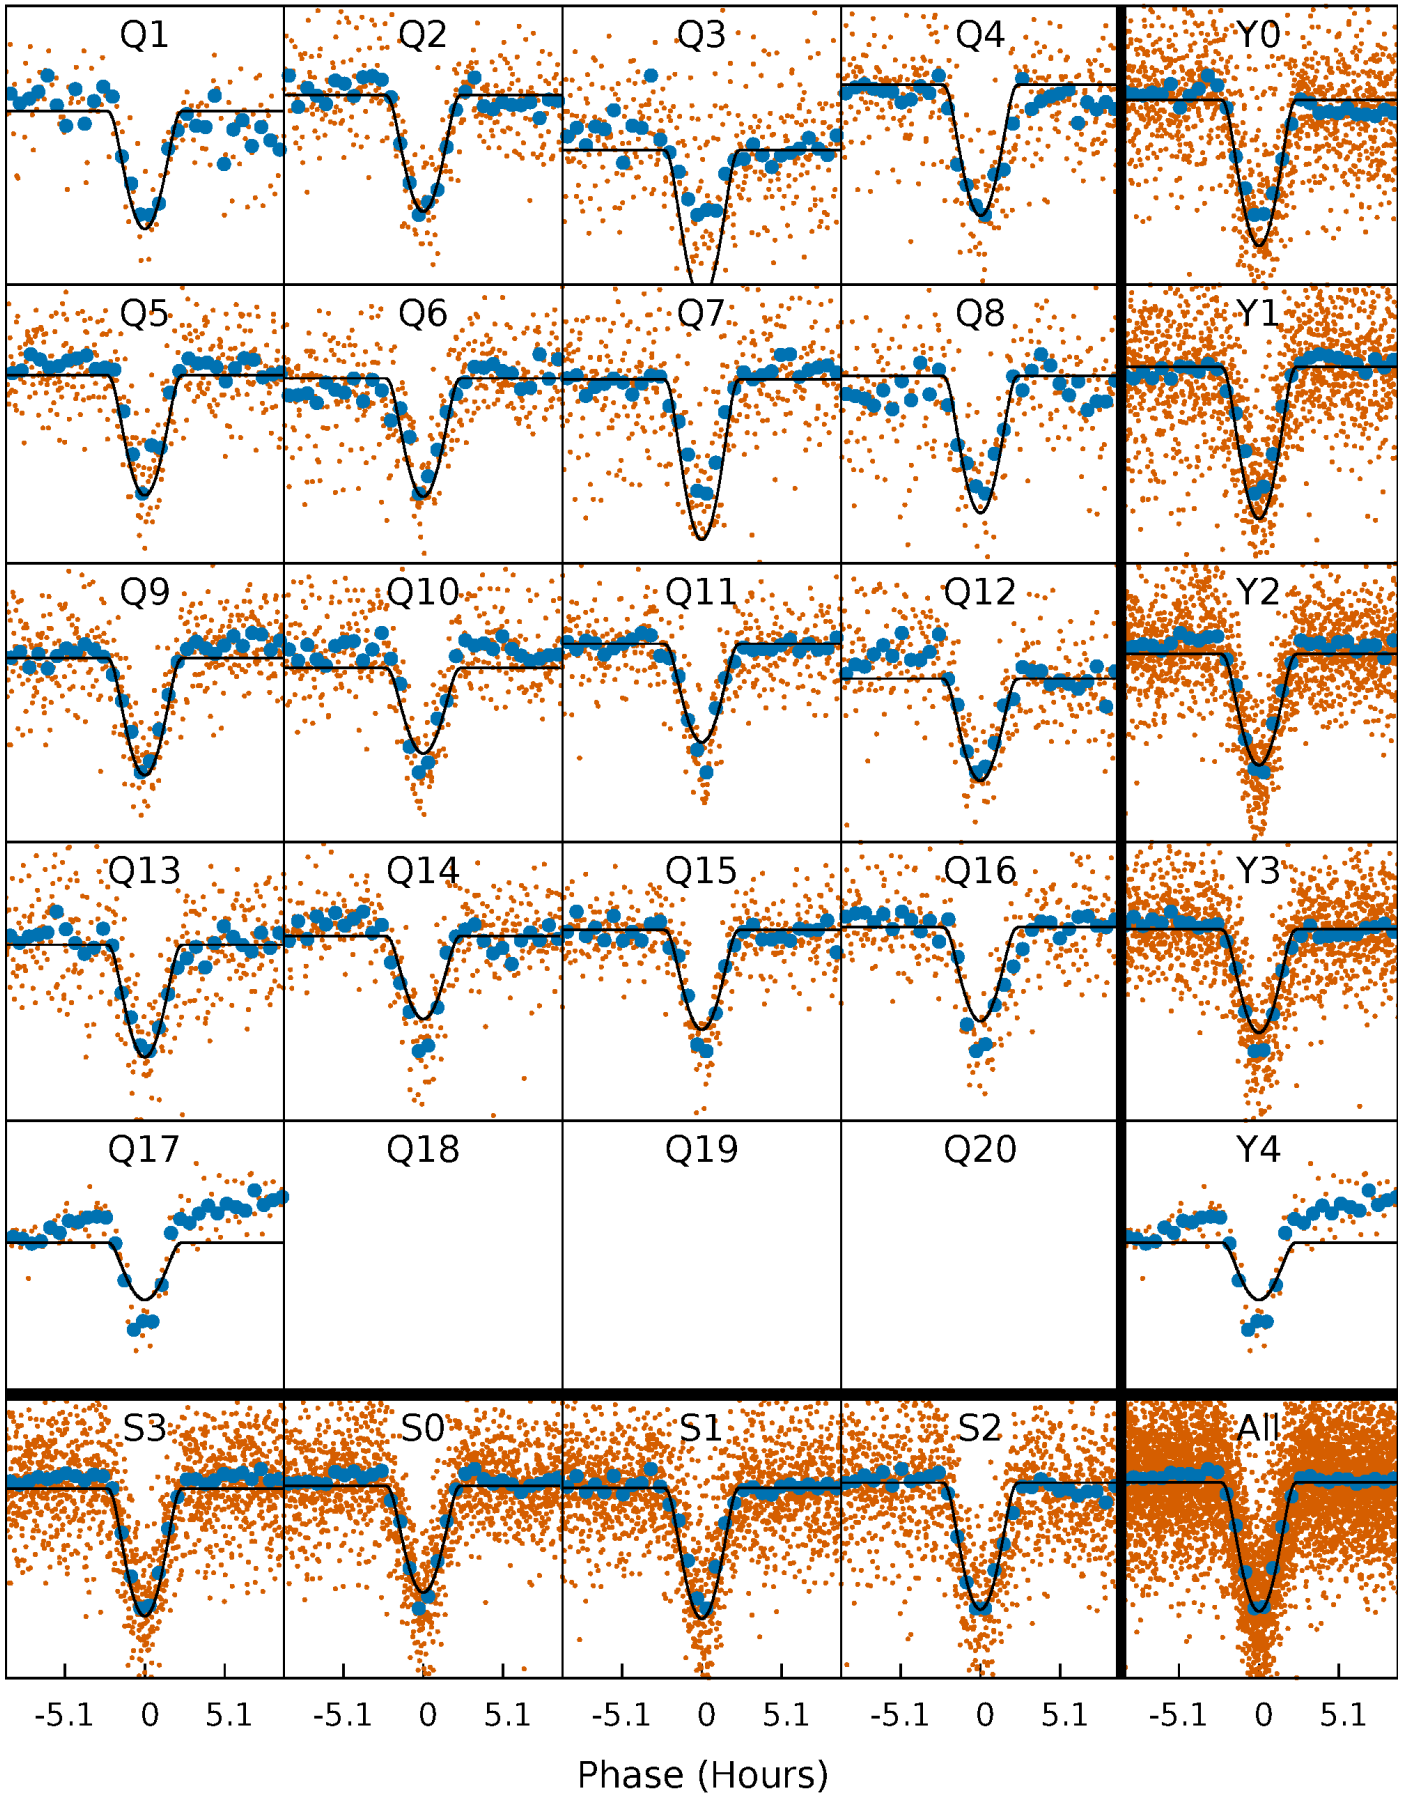 Q1 Q2 Q3 Q4 Y0
Q5 Q6 Q7 Q8 Y1
Q9 Q10 Q11 Q12 Y2
Q13 Q14 Q15 Q16 Y3
Q17 Q18 Q19 Q20 Y4
S3 S0 S1 S2 All
-5.1 0 5.1 -5.1 0 5.1 -5.1 0 5.1 -5.1 0 5.1 -5.1 0 5.1
Phase (Hours)